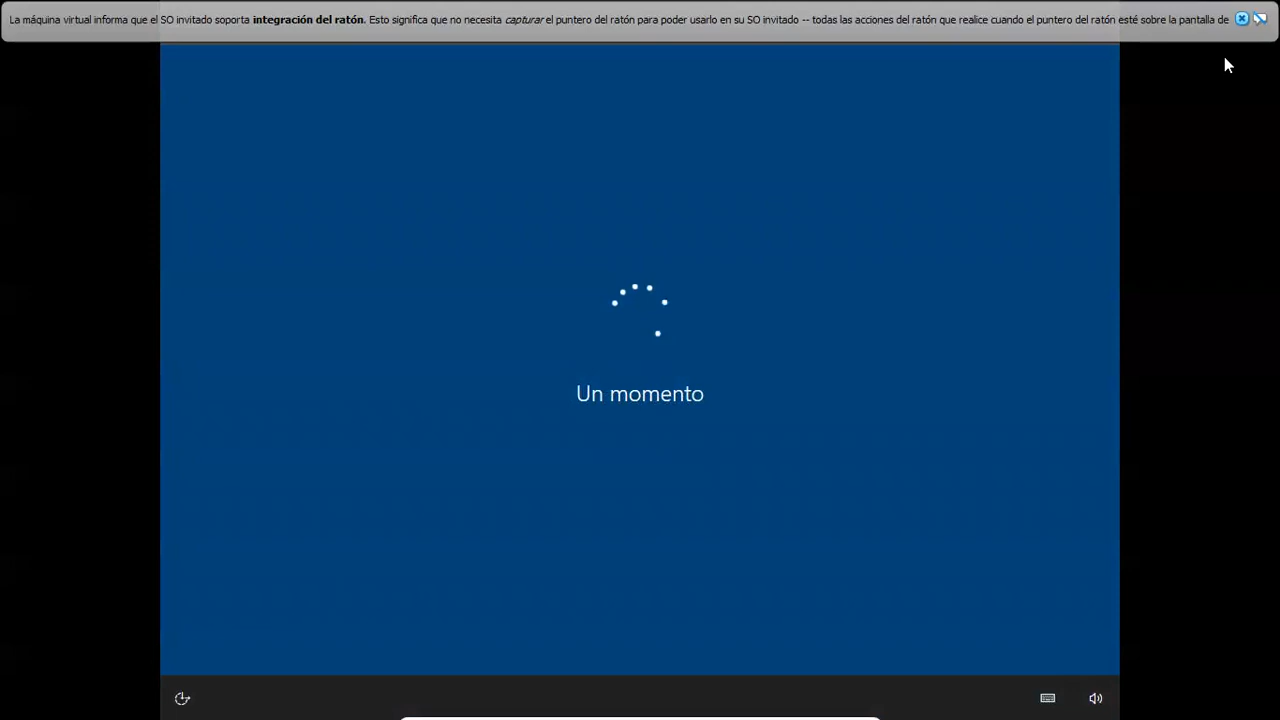 La máquina virtual informa que el SO invitado soporta integración del ratón. Esto significa que no necesita capturar el puntero del ratón para poder usarlo en su SO invitado -- todas las acciones del ratón que realice cuando el puntero del ratón esté sobre la pantalla de
Un momento